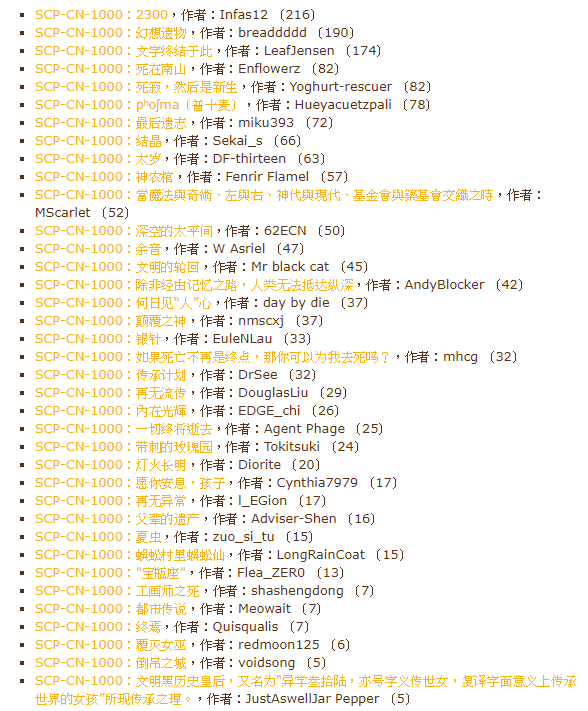 SCP-CN-1000：2300，作者：Infas12 （216）
SCP-CN-1000：幻想遗物，作者：breaddddd （190）
SCP-CN-1000：文字终结于此，作者：LeafJensen （174）
SCP-CN-1000：死在南山，作者：Enflowerz （82）
SCP-CN-1000：死寂，然后是新生，作者：Yoghurt-rescuer （82）
SCP-CN-1000：pʰoʃma〔普十麦〕，作者：Hueyacuetzpali （78）
SCP-CN-1000：最后遗志，作者：miku393 （72）
SCP-CN-1000：结晶，作者：Sekai_s （66）
SCP-CN-1000：太岁，作者：DF-thirteen （63）
SCP-CN-1000：神农棺，作者：Fenrir Flamel （57）
SCP-CN-1000：當魔法與奇術、左與右、神代與現代、基金會與築基會交織之時，作者：
MScarlet （52）
SCP-CN-1000：深空的太平间，作者：62ECN （50）
SCP-CN-1000：余音，作者：W Asriel （47）
SCP-CN-1000：文明的轮回，作者：Mr black cat （45）
SCP-CN-1000：除非经由记忆之路，人类无法抵达纵深，作者：AndyBlocker （42）
SCP-CN-1000：何日见“人”心，作者：day by die （37）
SCP-CN-1000：颠覆之神，作者：nmscxj （37）
SCP-CN-1000：银针，作者：EuleNLau （33）
SCP-CN-1000：如果死亡不再是终点，那你可以为我去死吗？，作者：mhcg （32）
SCP-CN-1000：传承计划，作者：DrSee （32）
SCP-CN-1000：再无流传，作者：DouglasLiu （29）
SCP-CN-1000：內在光輝，作者：EDGE_chi （26）
SCP-CN-1000：一切终将逝去，作者：Agent Phage （25）
SCP-CN-1000：带刺的玫瑰园，作者：Tokitsuki （24）
SCP-CN-1000：灯火长明，作者：Diorite （20）
SCP-CN-1000：愿你安息，孩子，作者：Cynthia7979 （17）
SCP-CN-1000：再无异常，作者：l_EGion （17）
SCP-CN-1000：父辈的遗产，作者：Adviser-Shen （16）
SCP-CN-1000：夏虫，作者：zuo_si_tu （15）
SCP-CN-1000：蜈蚣村里蜈蚣仙，作者：LongRainCoat （15）
SCP-CN-1000："宝瓶座"，作者：Flea_ZER0 （13）
SCP-CN-1000：工画师之死，作者：shashengdong （7）
SCP-CN-1000：都市传说，作者：Meowait （7）
SCP-CN-1000：终焉，作者：Quisqualis （7）
SCP-CN-1000：覆灭女巫，作者：redmoon125 （6）
SCP-CN-1000：倒吊之城，作者：voidsong （5）
SCP-CN-1000：文明黑历史皇后，又名为“异学叁拾陆，亦号字义传世女，复译字面意义上传承
世界的女孩”所现传承之理。，作者：JustAswellJar Pepper （5）